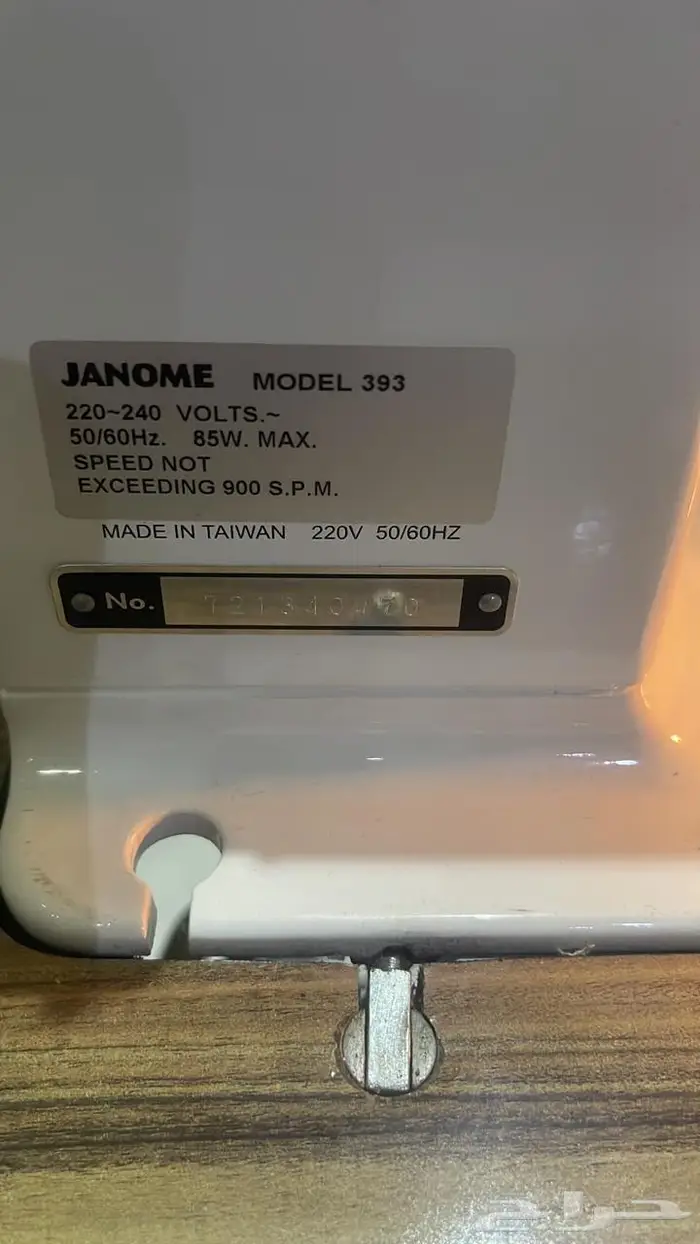 JANOME MODEL 393
220~240 VOLTS.~
50/60Hz. 85W. MAX.
SPEED NOT
EXCEEDING 900 S.P.M.
MADE IN TAIWAN 220V 50/60HZ
No.
حراج